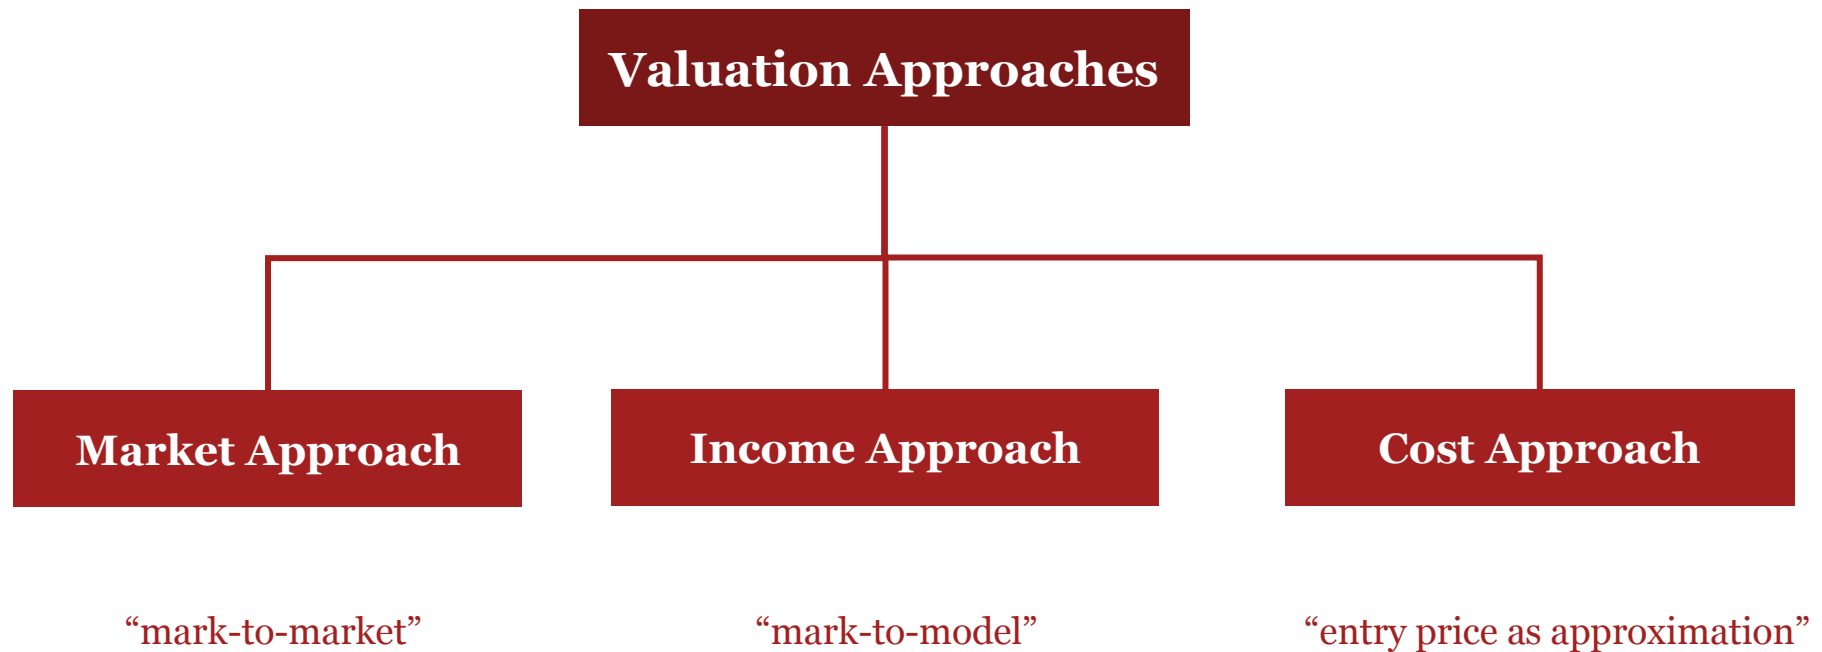 Valuation Approaches
Market Approach
Income Approach
Cost Approach
“mark-to-market”
“mark-to-model”
“entry price as approximation”